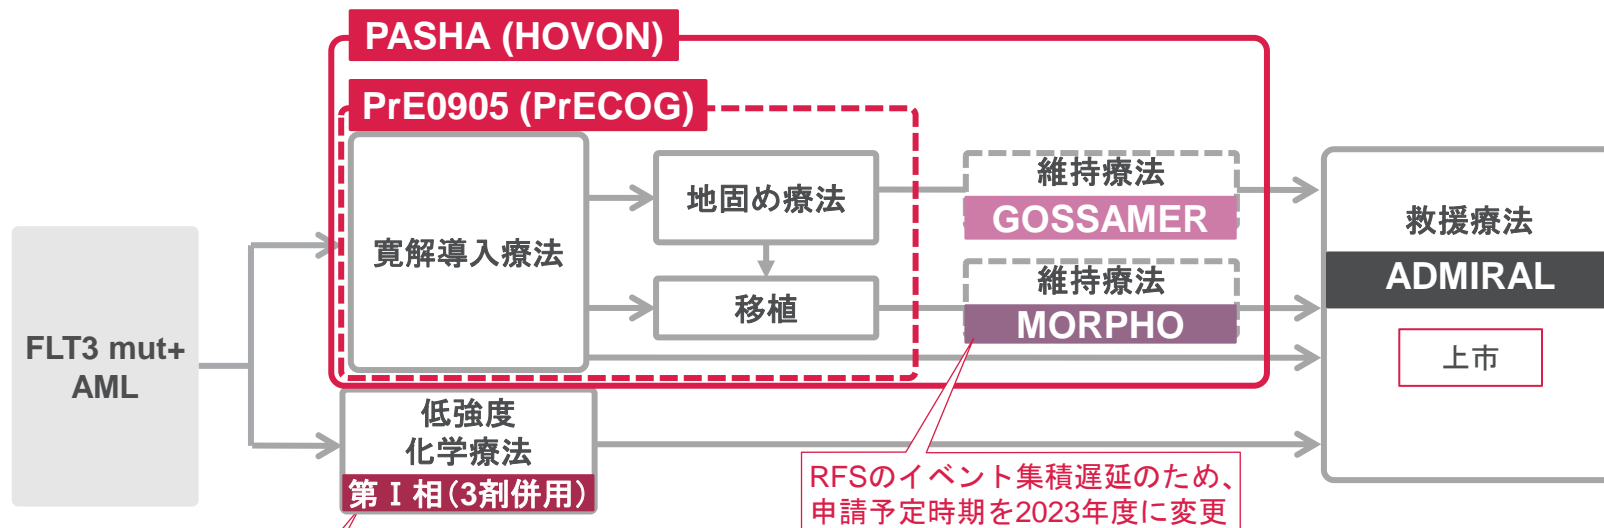 PASHA (HOVON)
PrE0905 (PrECOG)
FLT3 mut+
AML
寛解導入療法
地固め療法
移植
維持療法
GOSSAMER
維持療法
MORPHO
救援療法
ADMIRAL
上市
低強度
化学療法
第Ⅰ相(3剤併用)
RFSのイベント集積遅延のため、
申請予定時期を2023年度に変更